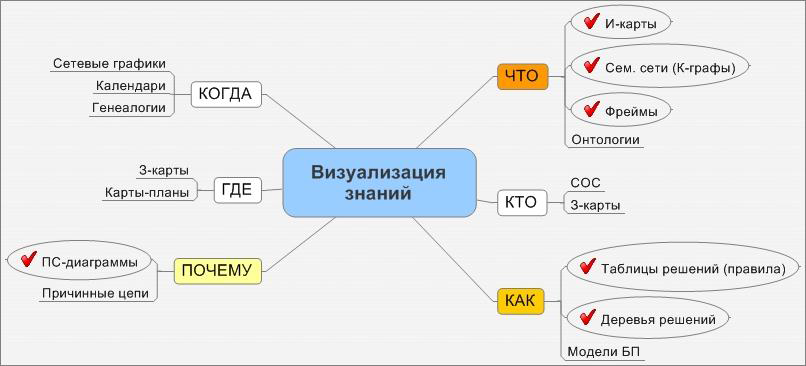 Визуализация
знаний
КОГДА
Сетевые графики
Календари
Генеалогии
ГДЕ
З-карты
Карты-планы
ПОЧЕМУ
ПС-диаграммы
Причинные цепи
ЧТО
И-карты
Сем. сети (К-графы)
Фреймы
Онтологии
КТО
СОС
З-карты
КАК
Таблицы решений (правила)
Деревья решений
Модели БП